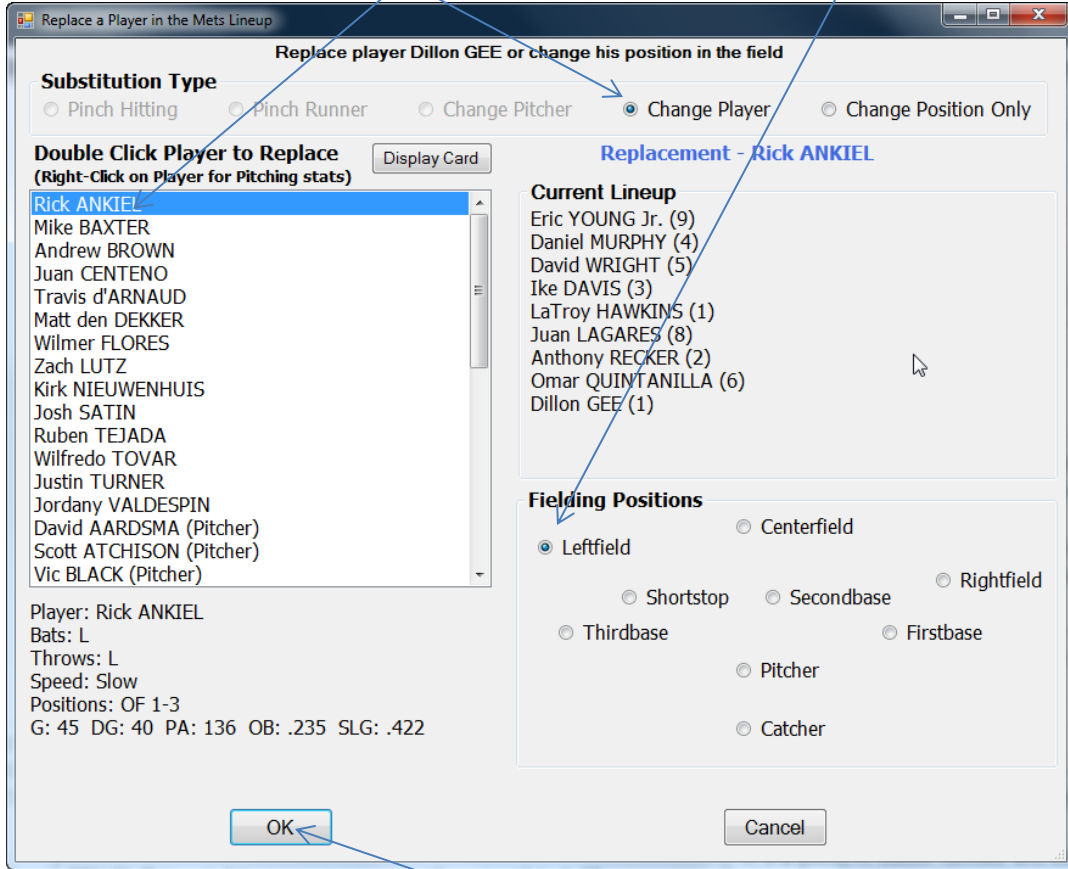 Replace a Player in the Mets Lineup
Replace player Dillon GEE or change his position in the field
Substitution Type
Pinch Hitting Pinch Runner Change Pitcher Change Player Change Position Only
Double Click Player to Replace
(Right-Click on Player for Pitching stats)
Display Card
Rick ANKIEL
Mike BAXTER
Andrew BROWN
Juan CENTENO
Travis d'ARNAUD
Matt den DEKKER
Wilmer FLORES
Zach LUTZ
Kirk NIEUWENHUIS
Josh SATIN
Ruben TEJADA
Wilfredo TOVAR
Justin TURNER
Jordany VALDESPIN
David AARDSMA (Pitcher)
Scott ATCHISON (Pitcher)
Vic BLACK (Pitcher)
Player: Rick ANKIEL
Bats: L
Throws: L
Speed: Slow
Positions: OF 1-3
G: 45 DG: 40 PA: 136 OB: .235 SLG: .422
Replacement - Rick ANKIEL
Current Lineup
Eric YOUNG Jr. (9)
Daniel MURPHY (4)
David WRIGHT (5)
Ike DAVIS (3)
LaTroy HAWKINS (1)
Juan LAGARES (8)
Anthony RECKER (2)
Omar QUINTANILLA (6)
Dillon GEE (1)
Fielding Positions
Centerfield
Leftfield
Rightfield
Shortstop Secondbase
Thirdbase Firstbase
Pitcher
Catcher
OK Cancel